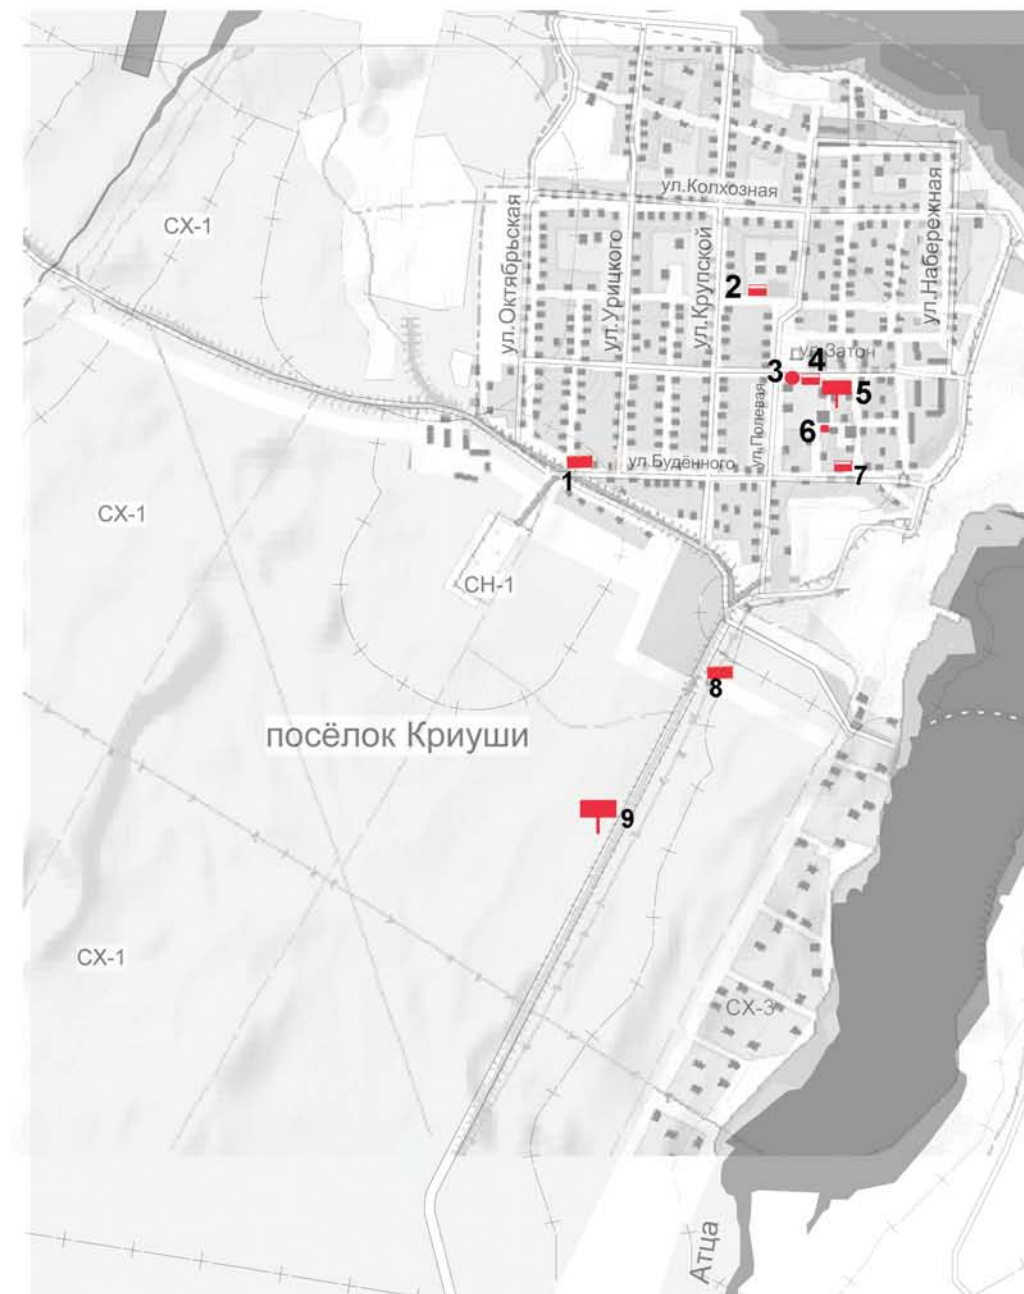 ул.Колхозная
СХ-1
ул.Октябрьская
ул.Урицкого
ул.Крупской
ул.Набережная
2
ул.Затон
3
4
5
ул.Полевая
6
ул.Будённого
1
7
СХ-1
СН-1
8
посёлок Криуши
9
СХ-1
СХ-3
Атца